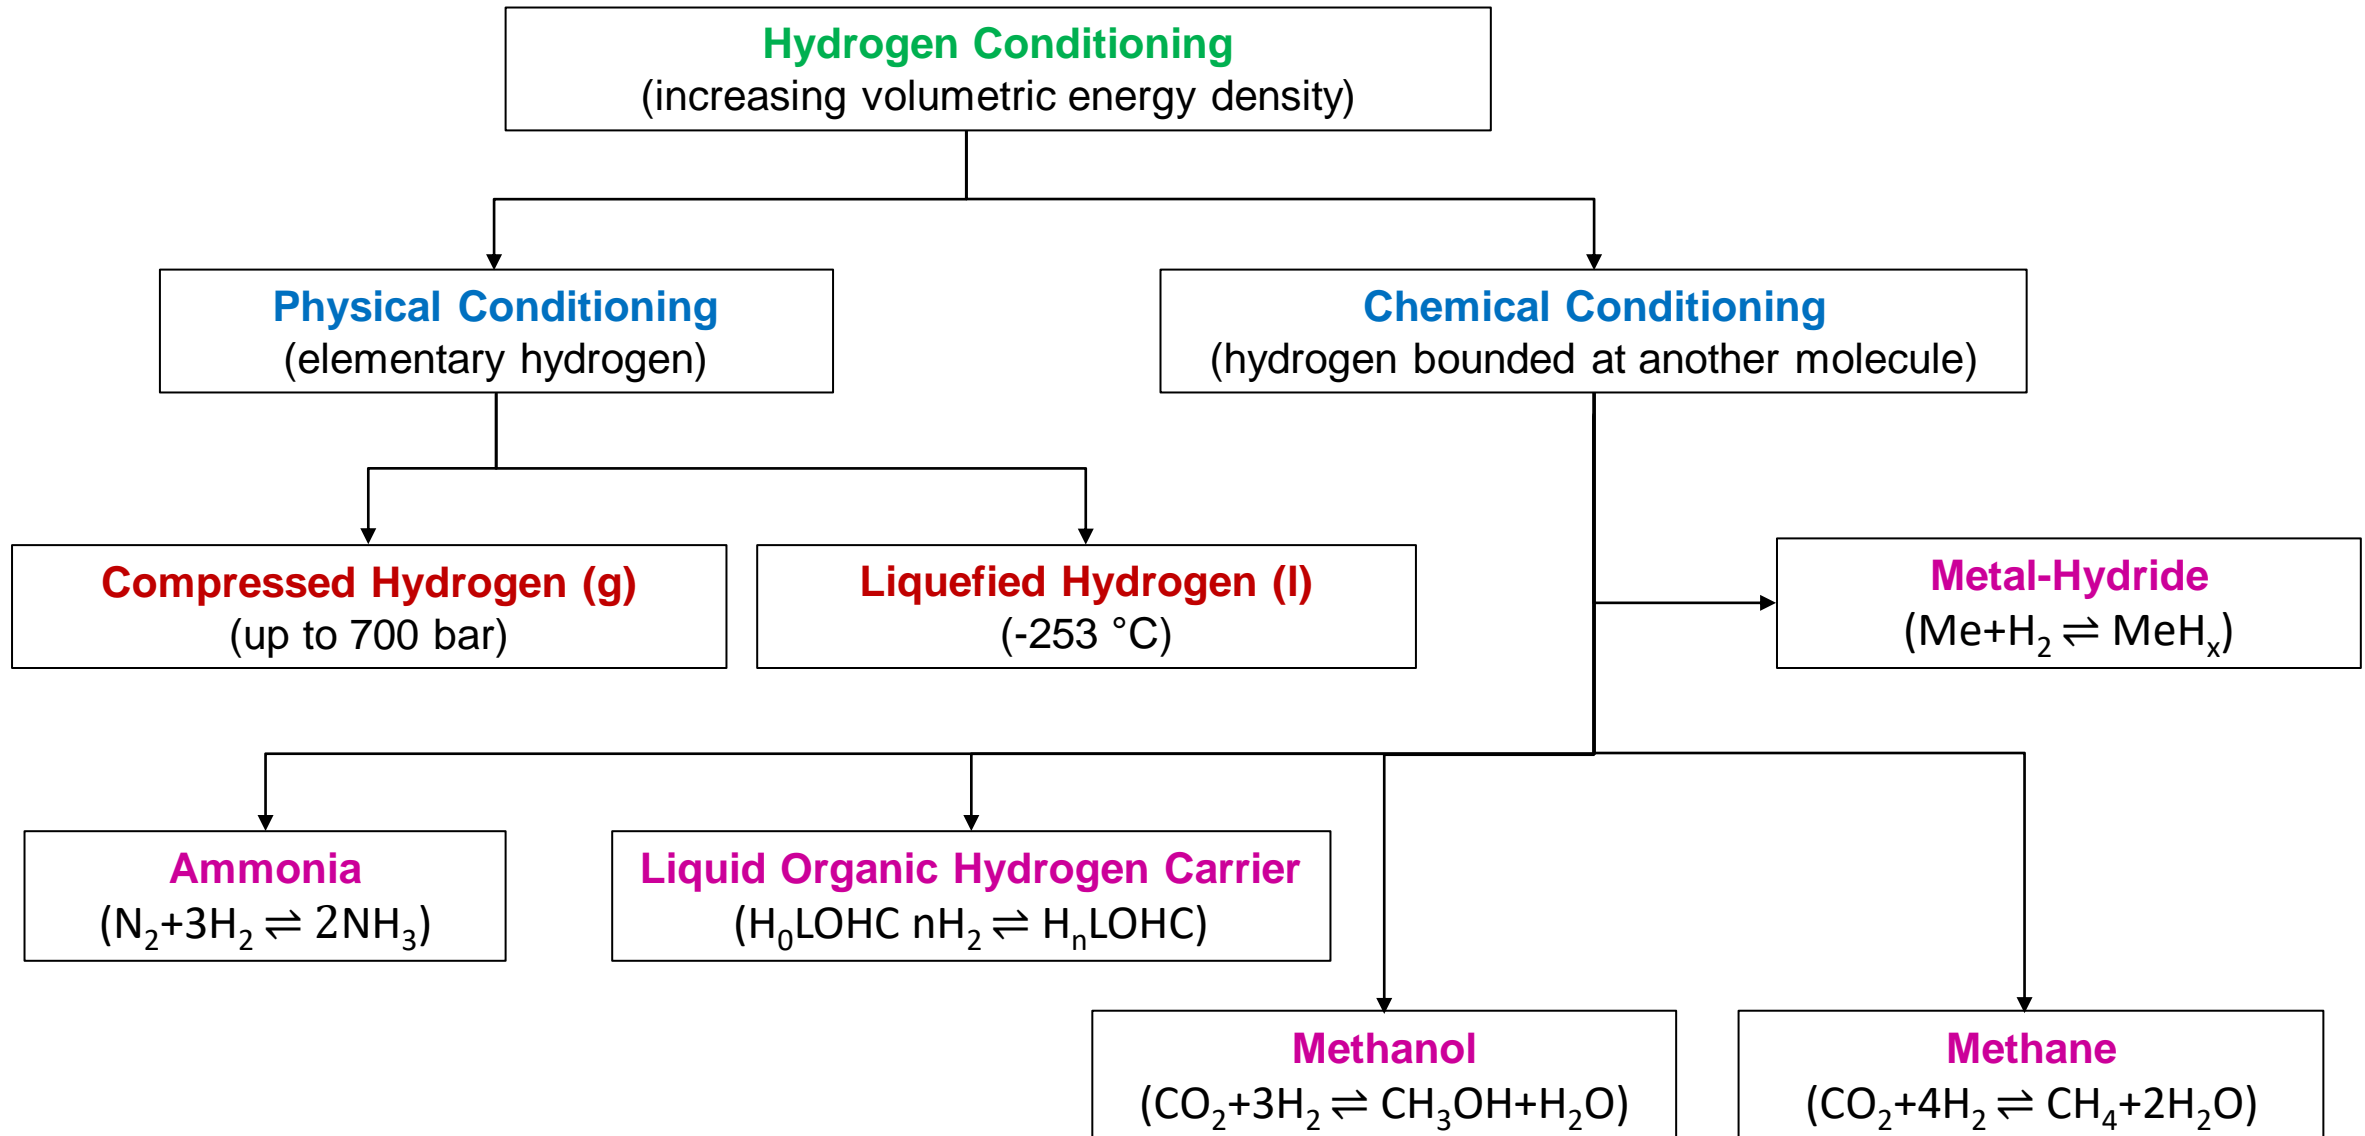 Hydrogen Conditioning
(increasing volumetric energy density)
Physical Conditioning
(elementary hydrogen)
Chemical Conditioning
(hydrogen bounded at another molecule)
Compressed Hydrogen (g)
(up to 700 bar)
Liquefied Hydrogen (l)
(-253 °C)
Metal-Hydride
(Me+H₂ ⇌ MeHₓ)
Ammonia
(N₂+3H₂ ⇌ 2NH₃)
Liquid Organic Hydrogen Carrier
(H₀LOHC nH₂ ⇌ HₙLOHC)
Methanol
(CO₂+3H₂ ⇌ CH₃OH+H₂O)
Methane
(CO₂+4H₂ ⇌ CH₄+2H₂O)